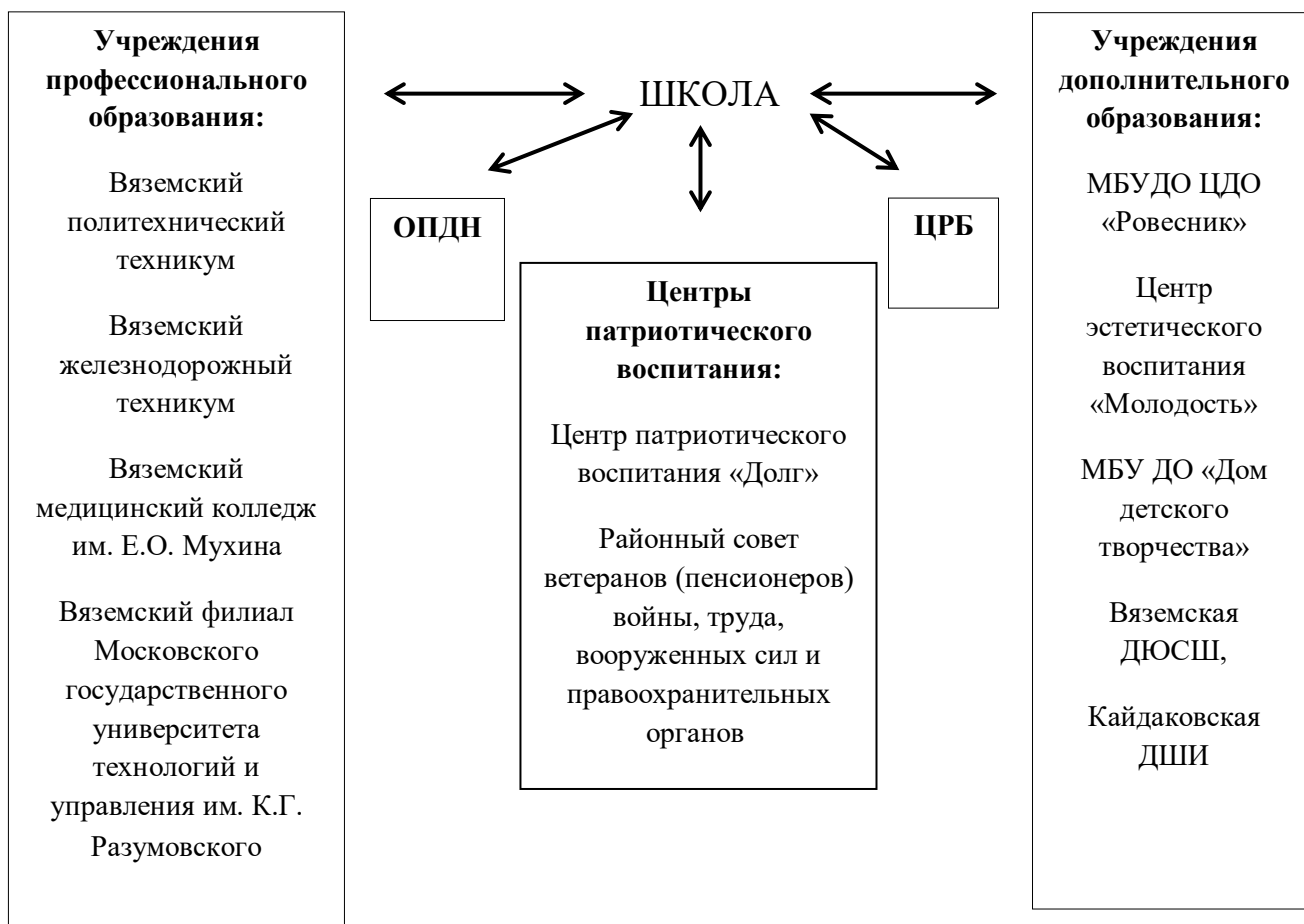 Учреждения
профессионального
образования:
Вяземский
политехнический
техникум
Вяземский
железнодорожный
техникум
Вяземский
медицинский колледж
им. Е.О. Мухина
Вяземский филиал
Московского
государственного
университета
технологий и
управления им. К.Г.
Разумовского
ШКОЛА
ОПДН
ЦРБ
Центры
патриотического
воспитания:
Центр патриотического
воспитания «Долг»
Районный совет
ветеранов (пенсионеров)
войны, труда,
вооруженных сил и
правоохранительных
органов
Учреждения
дополнительного
образования:
МБУДО ЦДО
«Ровесник»
Центр
эстетического
воспитания
«Молодость»
МБУ ДО «Дом
детского
творчества»
Вяземская
ДЮСШ,
Кайдаковская
ДШИ